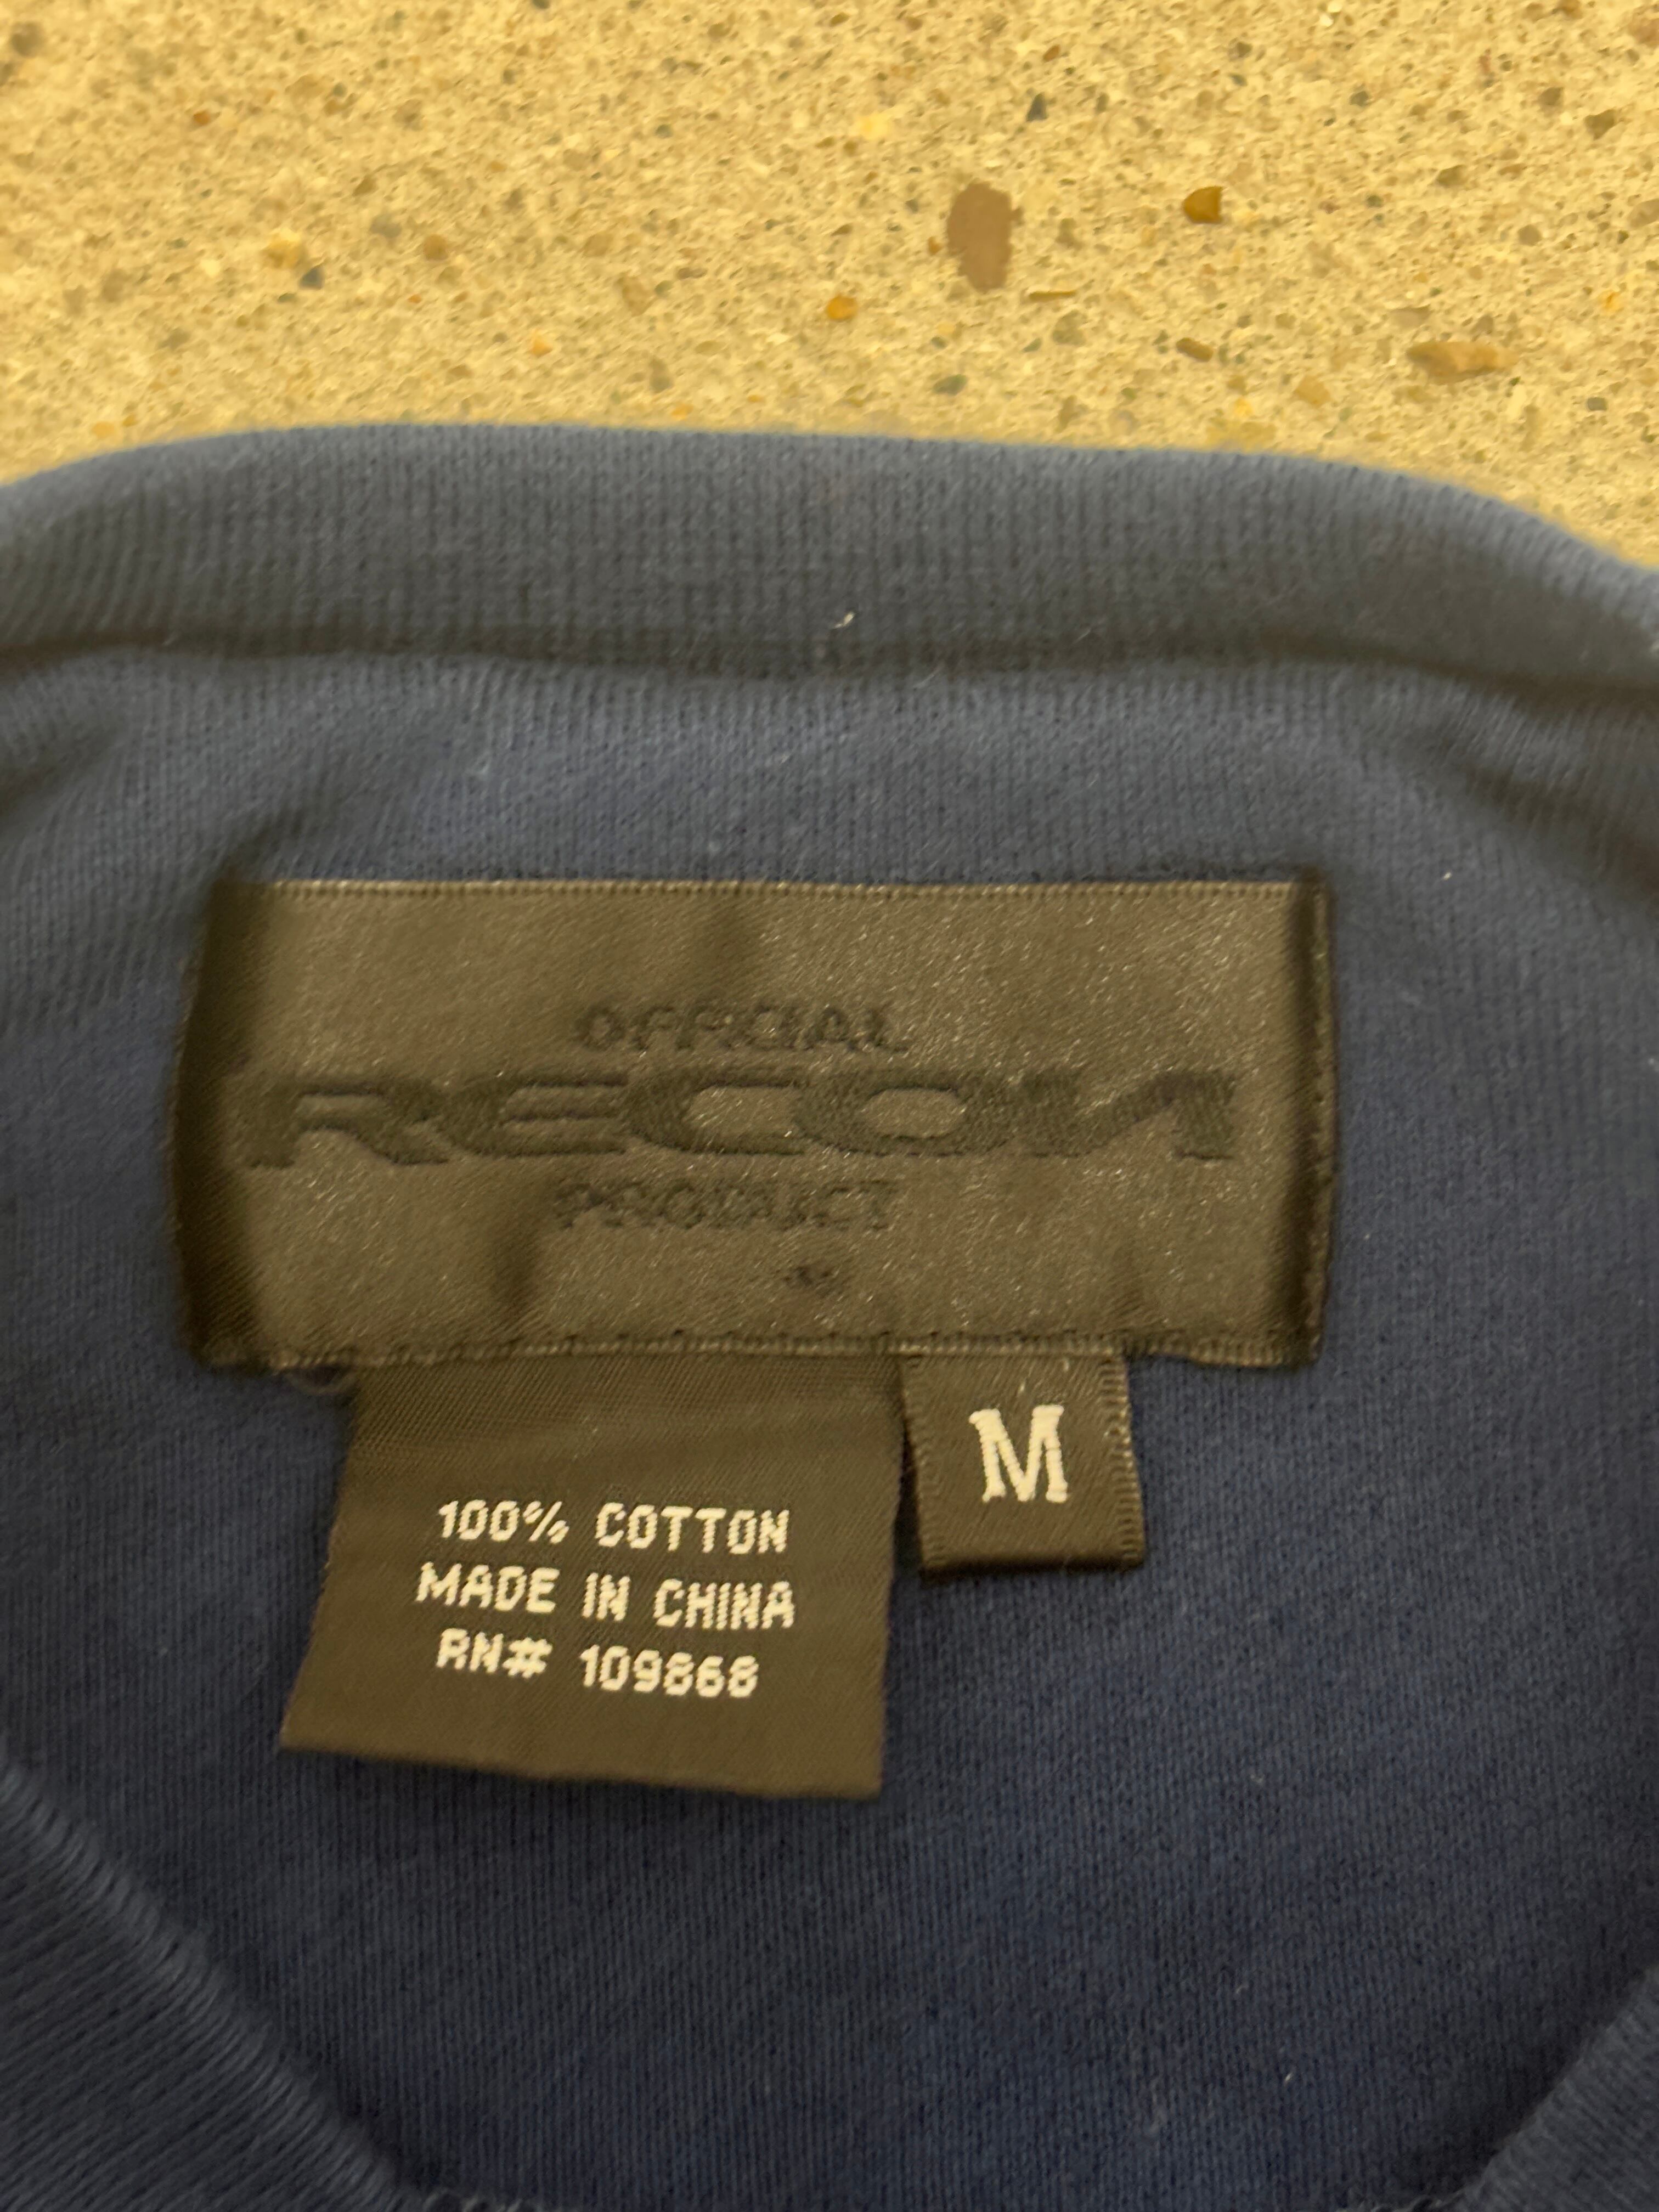 OFFICIAL
RECON
PRODUCT
M
100% COTTON
MADE IN CHINA
RN# 109868